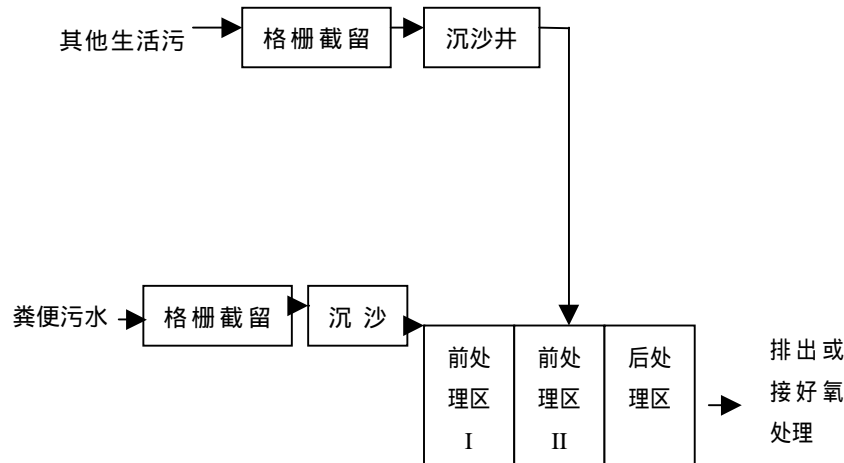 其他生活污
格栅截留
沉沙井
粪便污水
格栅截留
沉 沙
前处
理区
I
前处
理区
II
后处
理区
排出或
接好氧
处理